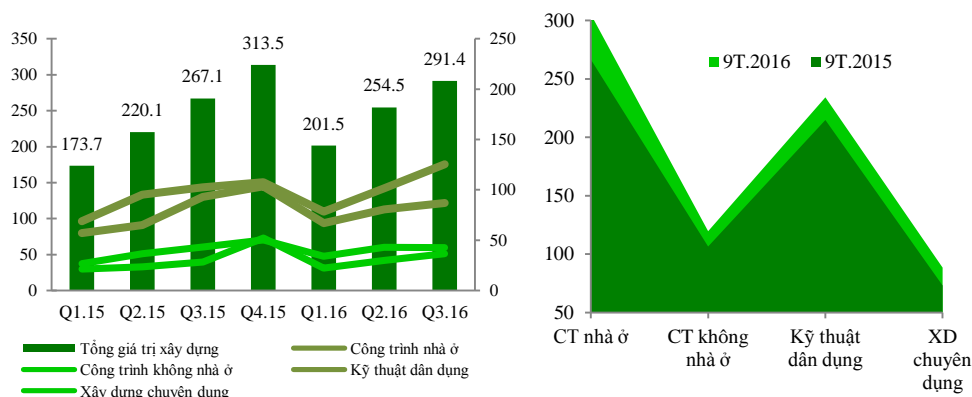 350
300
250
200
150
100
50
0
250
200
150
100
50
0
173.7
220.1
267.1
313.5
201.5
254.5
291.4
Q1.15 Q2.15 Q3.15 Q4.15 Q1.16 Q2.16 Q3.16
Tổng giá trị xây dựng
Công trình nhà ở
Công trình không nhà ở
Kỹ thuật dân dụng
Xây dựng chuyên dụng
300
250
200
150
100
50
9T.2016 9T.2015
CT nhà ở
CT không
nhà ở
Kỹ thuật
dân dụng
XD
chuyên
dụng